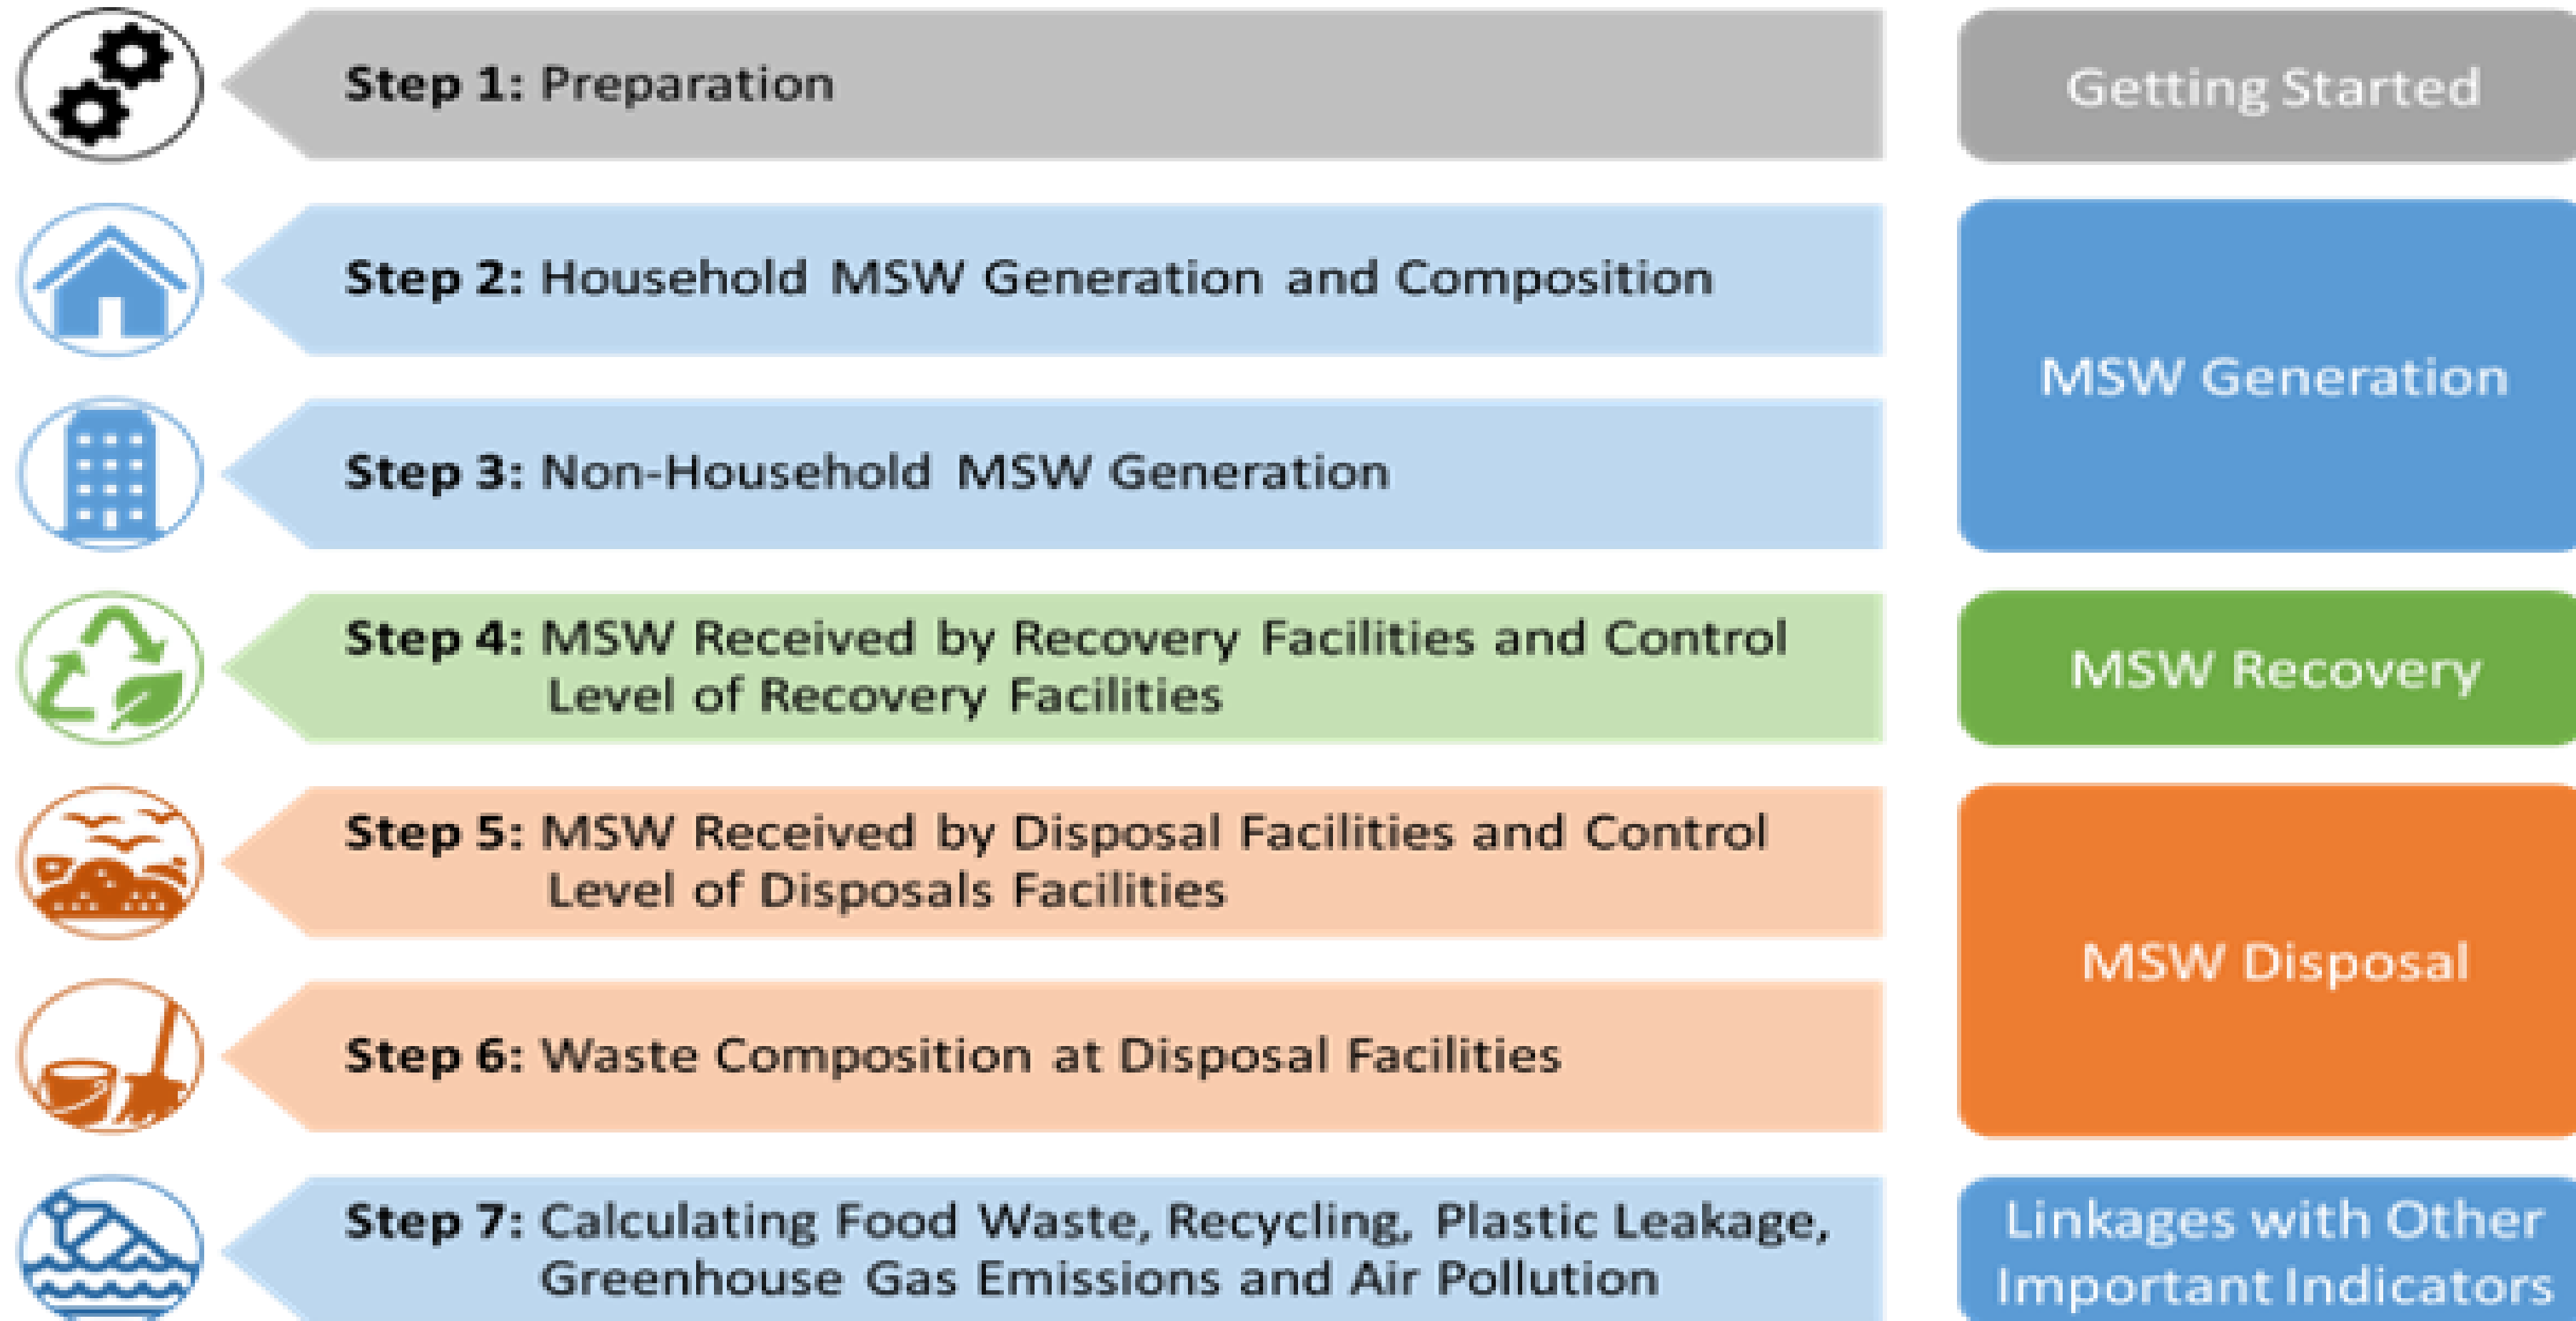 Step 1: Preparation
Getting Started
Step 2: Household MSW Generation and Composition
MSW Generation
Step 3: Non-Household MSW Generation
Step 4: MSW Received by Recovery Facilities and Control
Level of Recovery Facilities
MSW Recovery
Step 5: MSW Received by Disposal Facilities and Control
Level of Disposals Facilities
MSW Disposal
Step 6: Waste Composition at Disposal Facilities
Step 7: Calculating Food Waste, Recycling, Plastic Leakage,
Greenhouse Gas Emissions and Air Pollution
Linkages with Other
Important Indicators